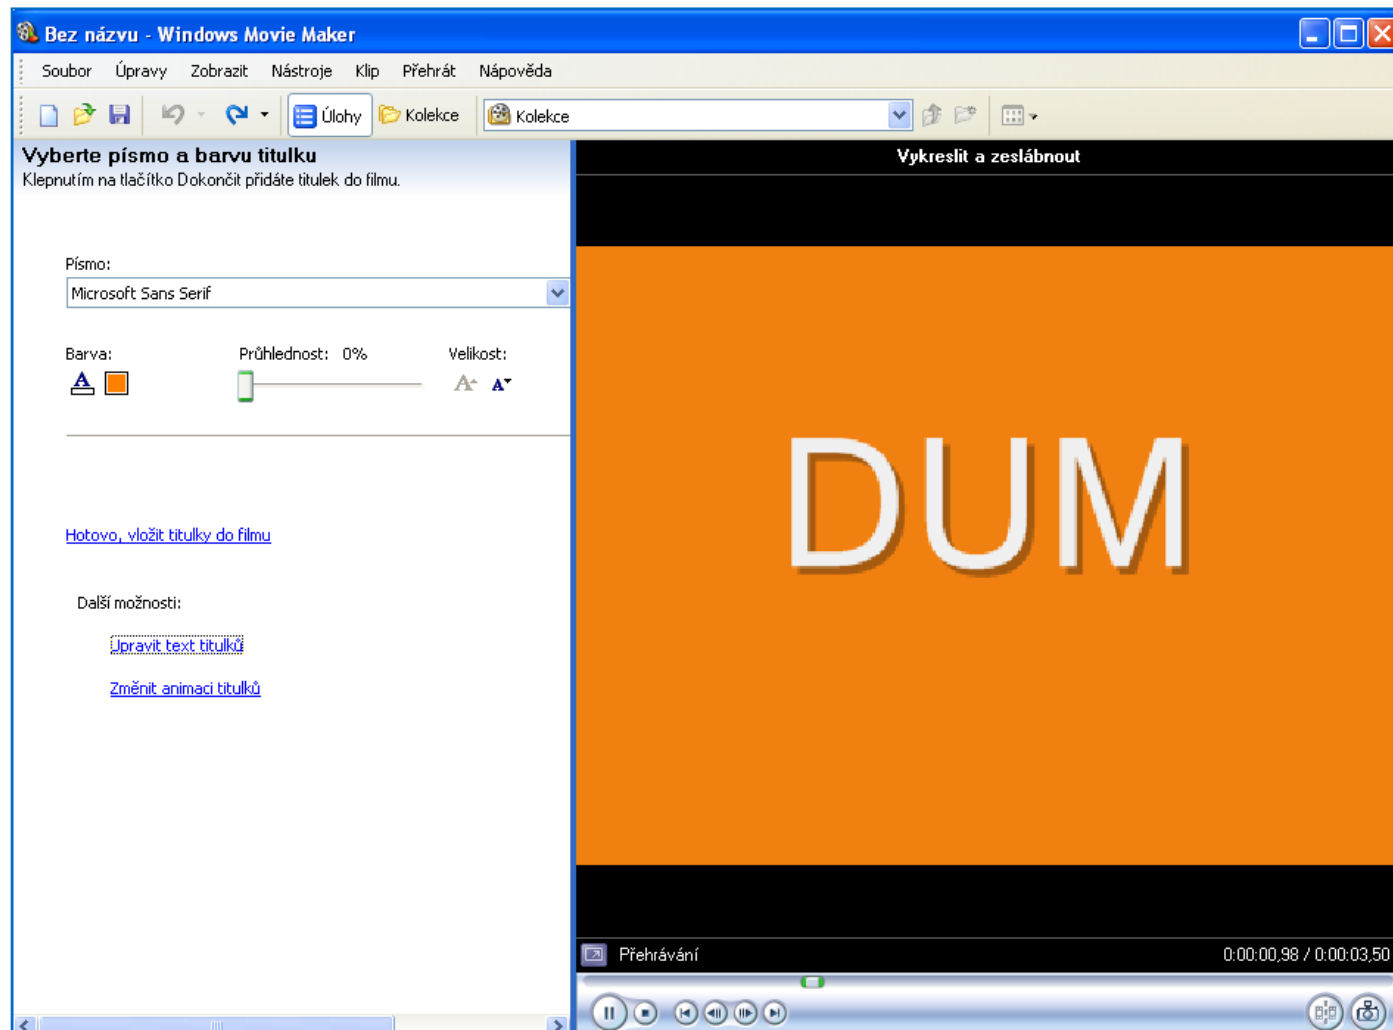 Bez názvu - Windows Movie Maker
Soubor Úpravy Zobrazit Nástroje Klip Přehrát Nápověda
Úlohy Kolekce Kolekce
Vyberte písmo a barvu titulku
Klepnutím na tlačítko Dokončit přidáte titulek do filmu.
Vykreslit a zeslábnout
Písmo:
Microsoft Sans Serif
Barva: Průhlednost: 0% Velikost:
DUM
Hotovo, vložit titulky do filmu
Další možnosti:
Upravit text titulků
Změnit animaci titulků
Přehrávání 0:00:00,98 / 0:00:03,50